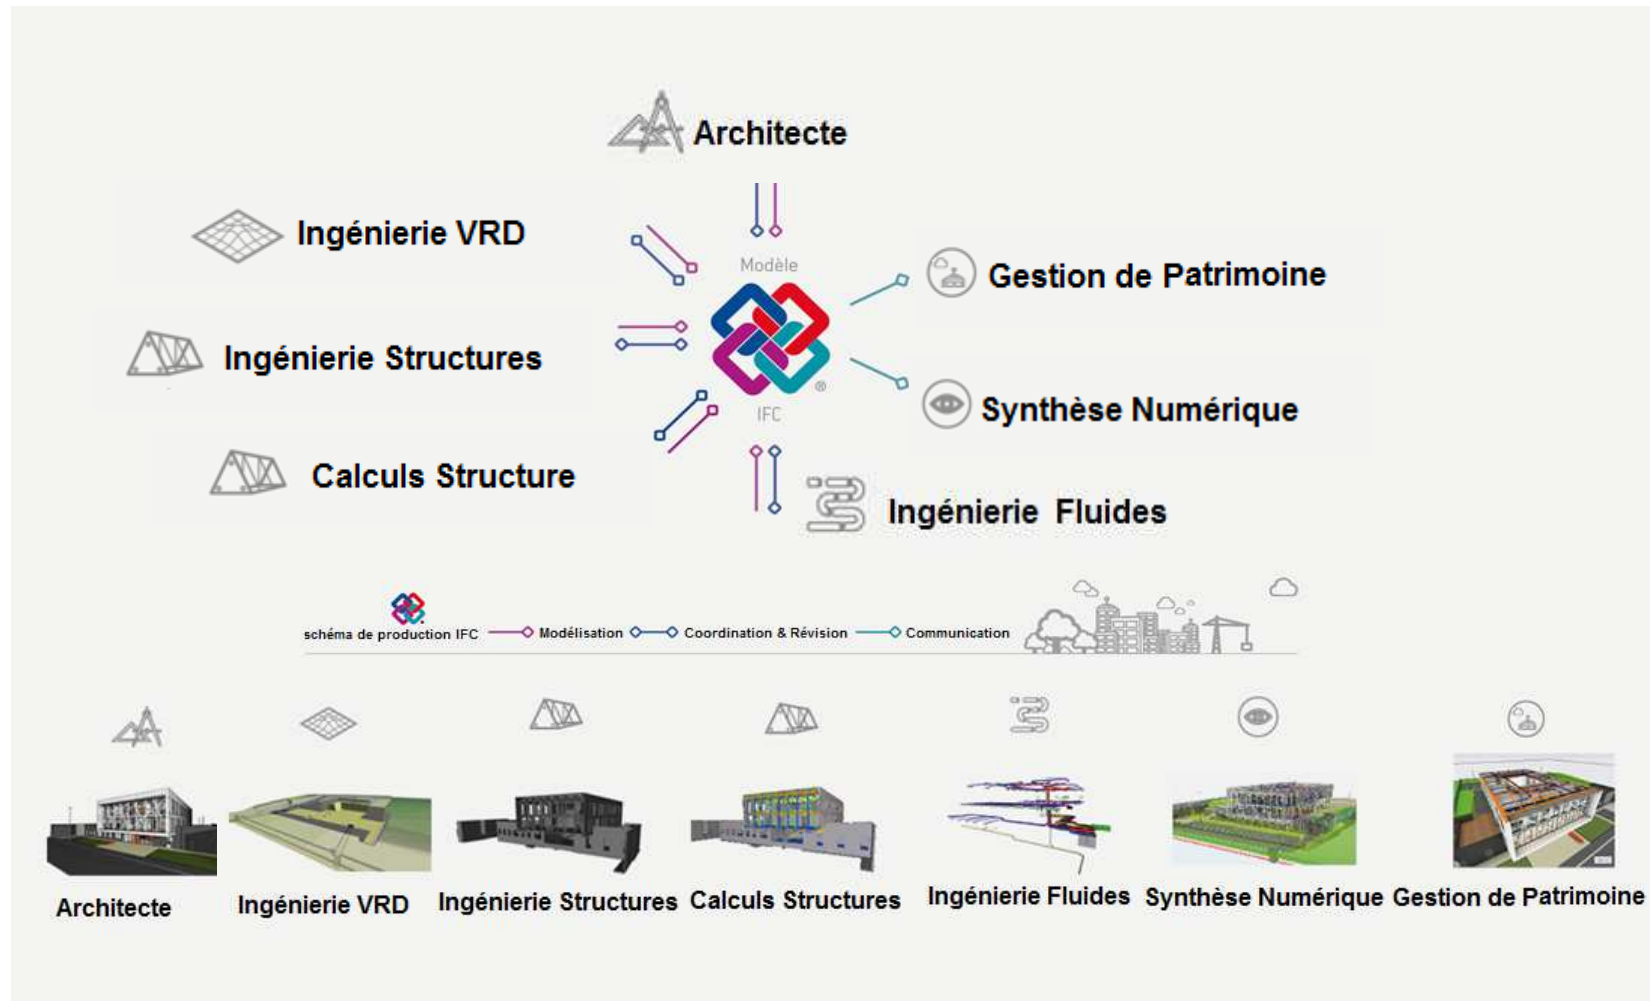 Architecte
Ingénierie VRD
Modèle
Gestion de Patrimoine
Ingénierie Structures
®
IFC
Synthèse Numérique
Calculs Structure
Ingénierie Fluides
schéma de production IFC Modélisation Coordination & Révision Communication
Architecte
Ingénierie VRD
Ingénierie Structures
Calculs Structures
Ingénierie Fluides
Synthèse Numérique
Gestion de Patrimoine